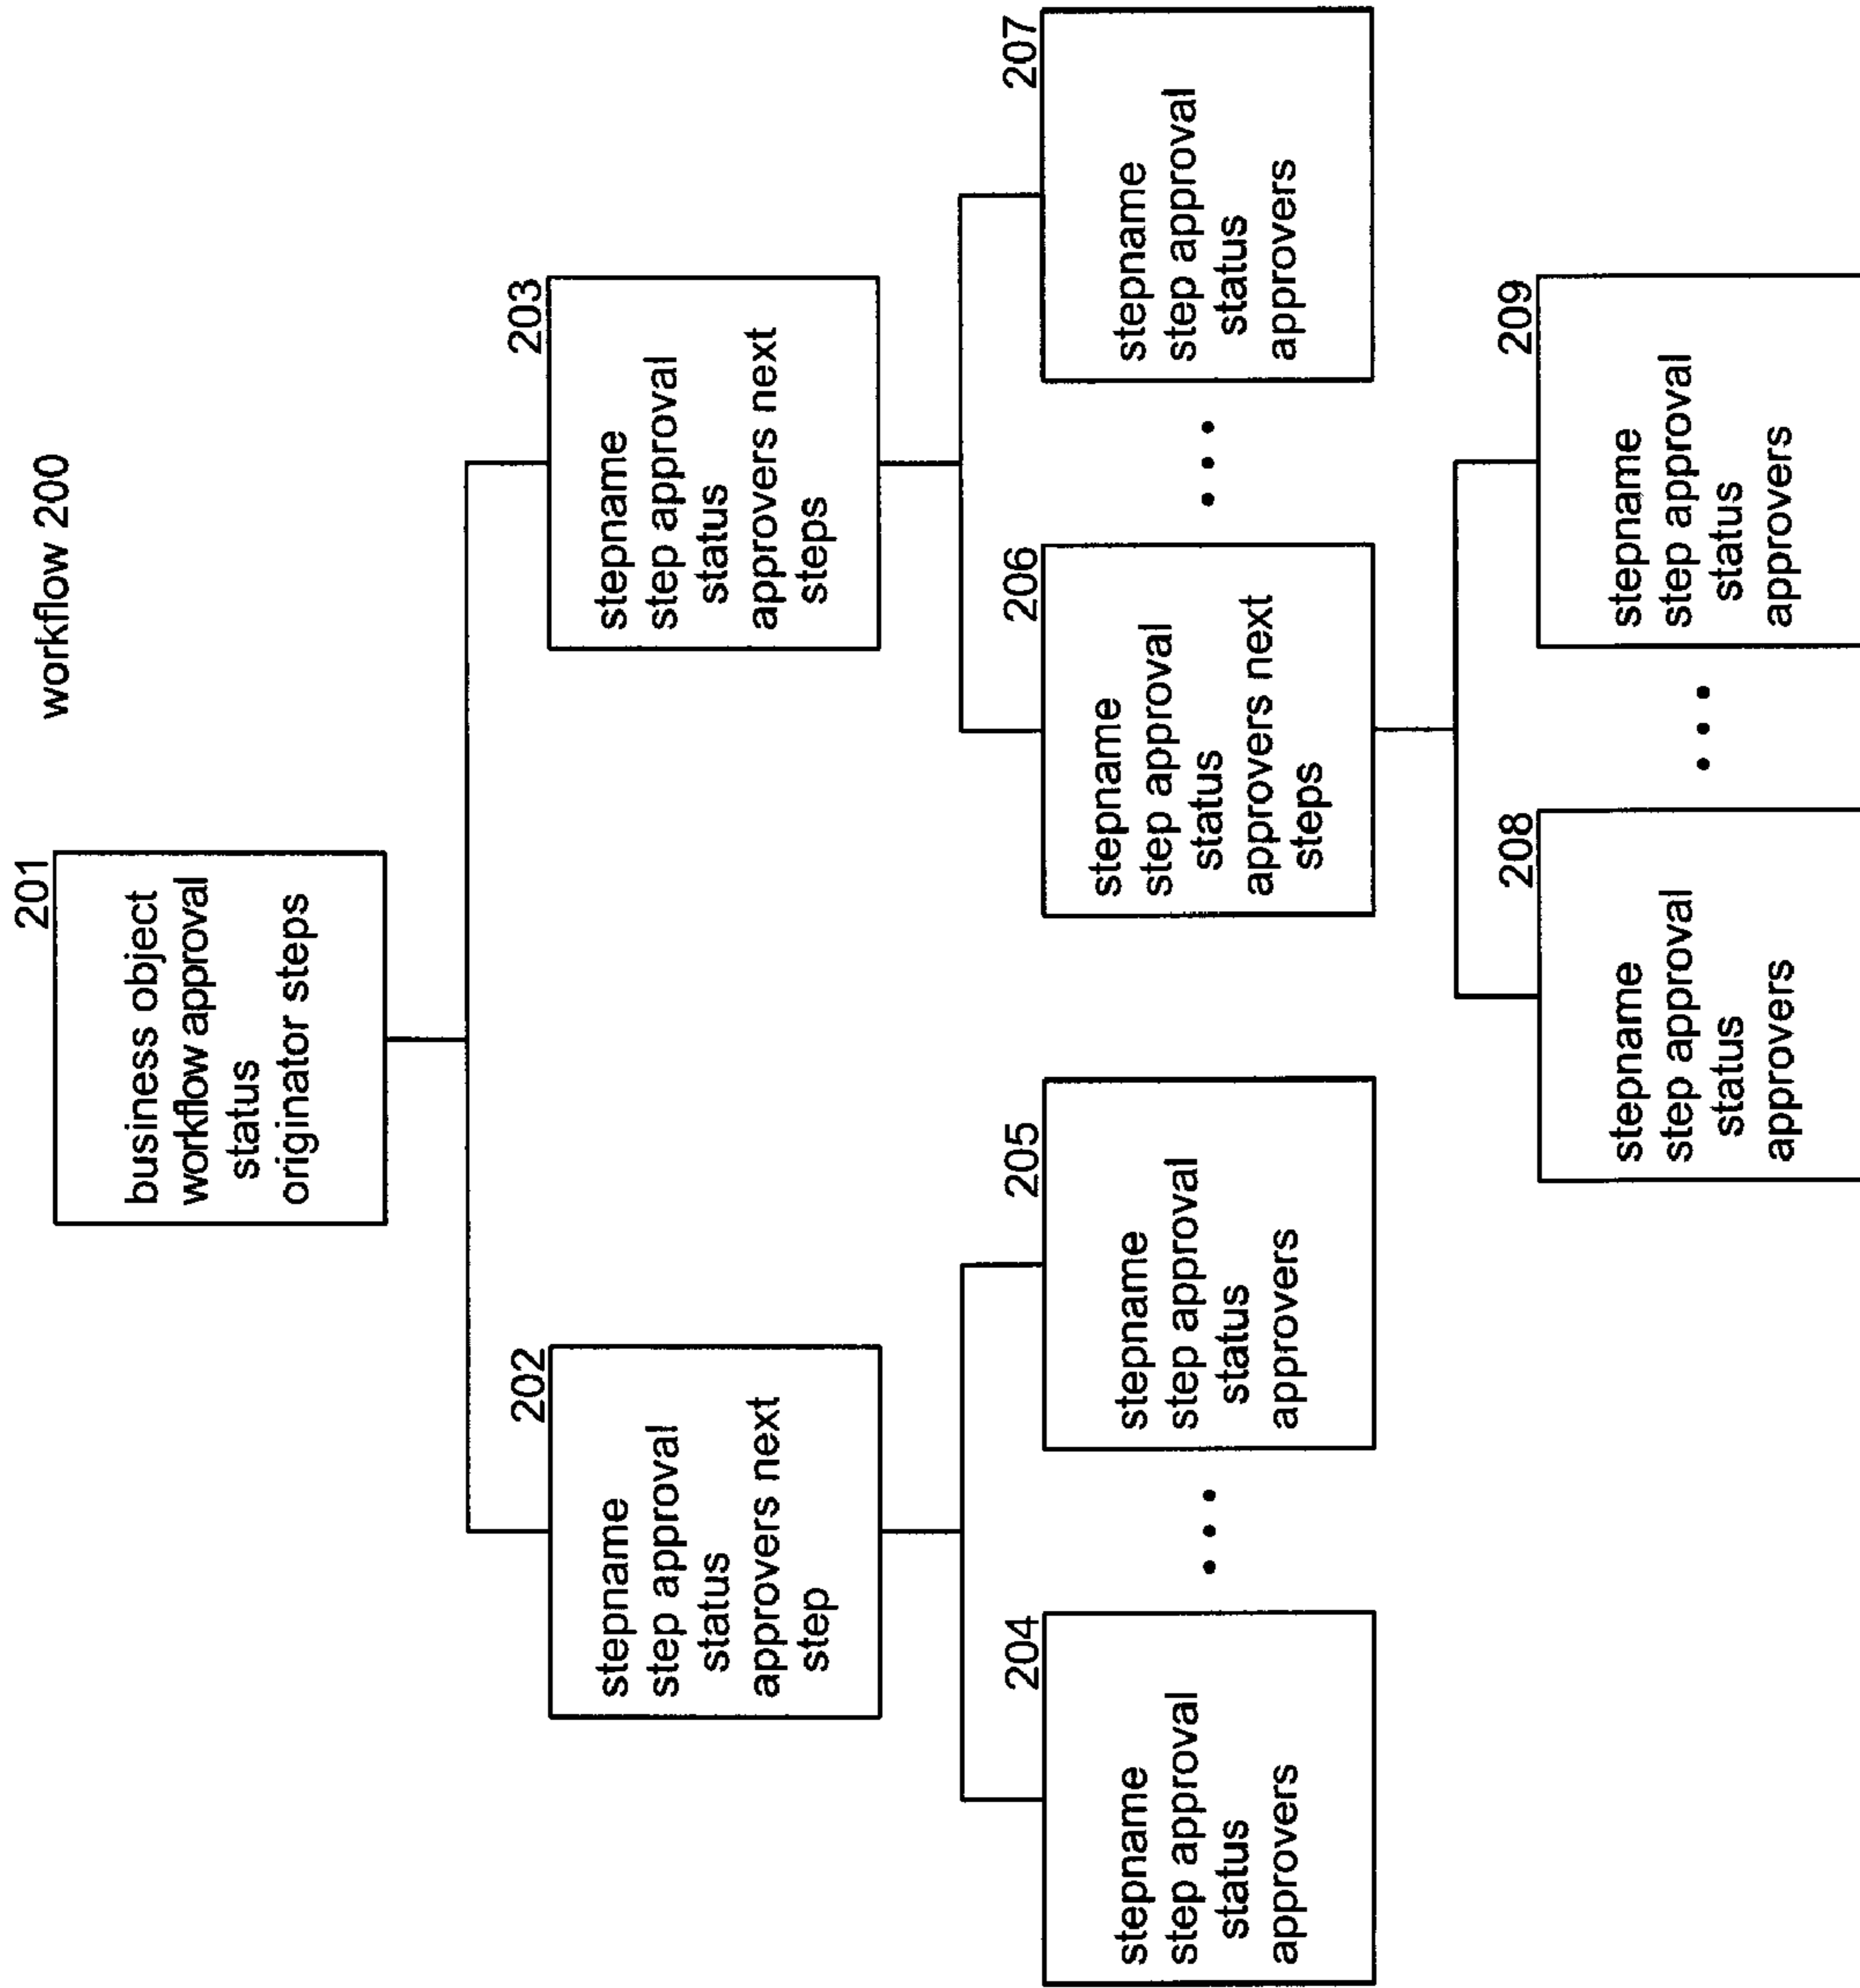 workflow 200
201
business object
workflow approval
status
originator steps
202
stepname
step approval
status
approvers next
step
203
stepname
step approval
status
approvers next
steps
204
stepname
step approval
status
approvers
205
stepname
step approval
status
approvers
206
stepname
step approval
status
approvers next
steps
207
stepname
step approval
status
approvers
208
stepname
step approval
status
approvers
209
stepname
step approval
status
approvers